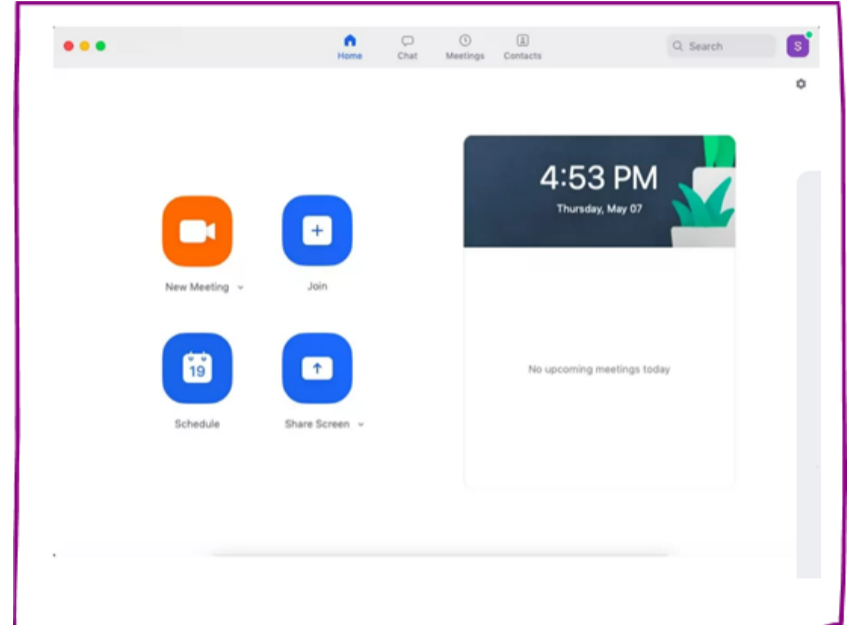 Home Chat Meetings Contacts
Search
S
4:53 PM
Thursday, May 07
New Meeting
Join
19
Schedule
Share Screen
No upcoming meetings today